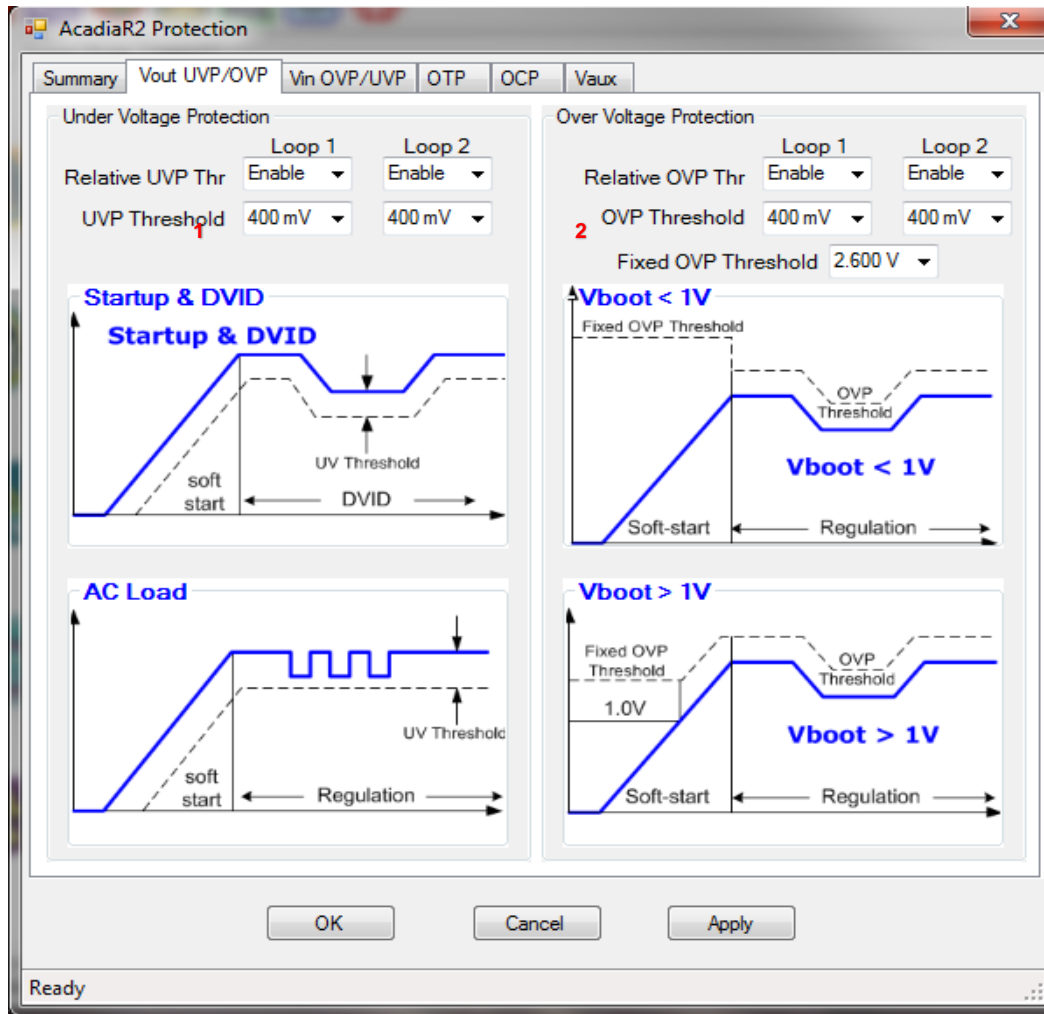 AcadiaR2 Protection
x
Summary Vout UVP/OVP Vin OVP/UVP OTP OCP Vaux
Under Voltage Protection
Loop 1 Loop 2
Relative UVP Thr Enable Enable
UVP Threshold 400 mV 400 mV
1
Startup & DVID
Startup & DVID
UV Threshold
soft
start
DVID
AC Load
UV Threshold
soft
start
Regulation
Over Voltage Protection
Loop 1 Loop 2
Relative OVP Thr Enable Enable
2 OVP Threshold 400 mV 400 mV
Fixed OVP Threshold 2.600 V
Vboot < 1V
Fixed OVP Threshold
OVP
Threshold
Vboot < 1V
Soft-start Regulation
Vboot > 1V
Fixed OVP
Threshold
OVP
Threshold
1.0V
Vboot > 1V
Soft-start Regulation
OK Cancel Apply
Ready